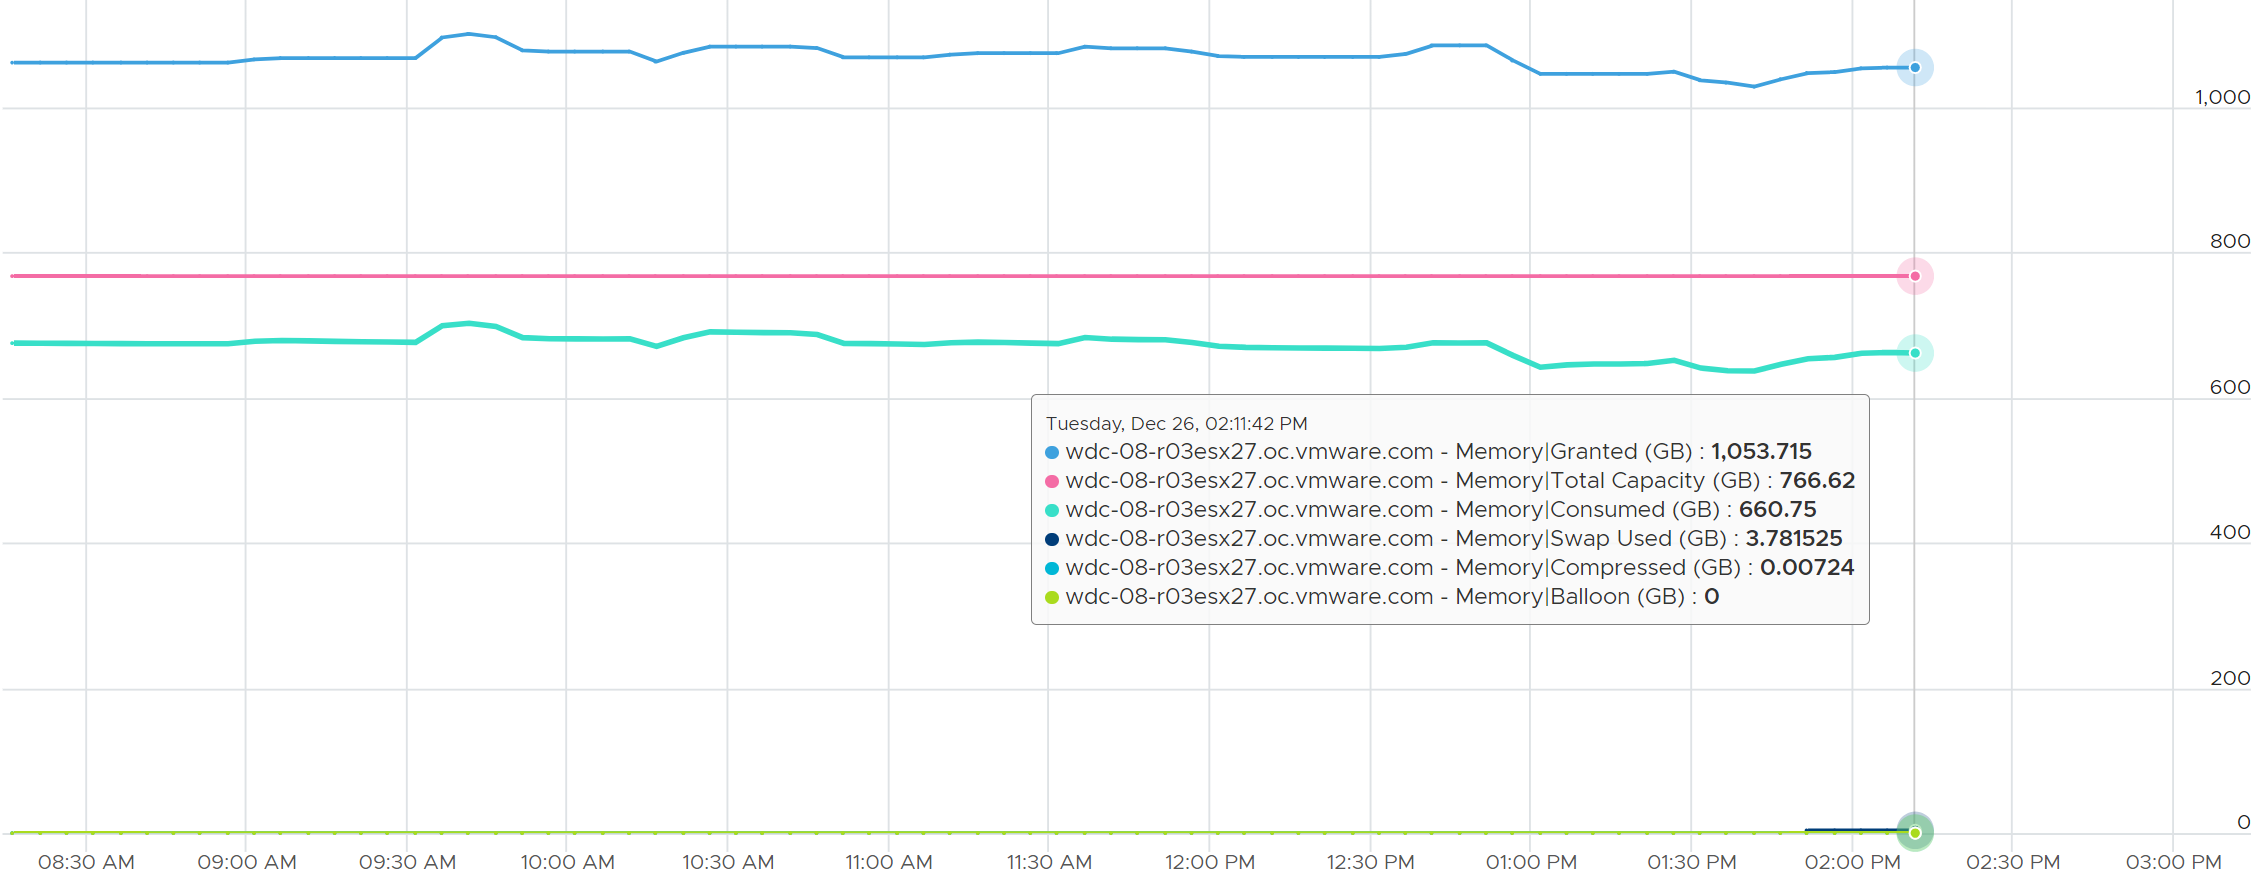 1,000
800
600
Tuesday, Dec 26, 02:11:42 PM
wdc-08-r03esx27.oc.vmware.com - Memory|Granted (GB) : 1,053.715
wdc-08-r03esx27.oc.vmware.com - Memory|Total Capacity (GB) : 766.62
wdc-08-r03esx27.oc.vmware.com - Memory|Consumed (GB) : 660.75
wdc-08-r03esx27.oc.vmware.com - Memory|Swap Used (GB) : 3.781525
wdc-08-r03esx27.oc.vmware.com - Memory|Compressed (GB) : 0.00724
wdc-08-r03esx27.oc.vmware.com - Memory|Balloon (GB) : 0
400
200
0
08:30 AM 09:00 AM 09:30 AM 10:00 AM 10:30 AM 11:00 AM 11:30 AM 12:00 PM 12:30 PM 01:00 PM 01:30 PM 02:00 PM 02:30 PM 03:00 PM